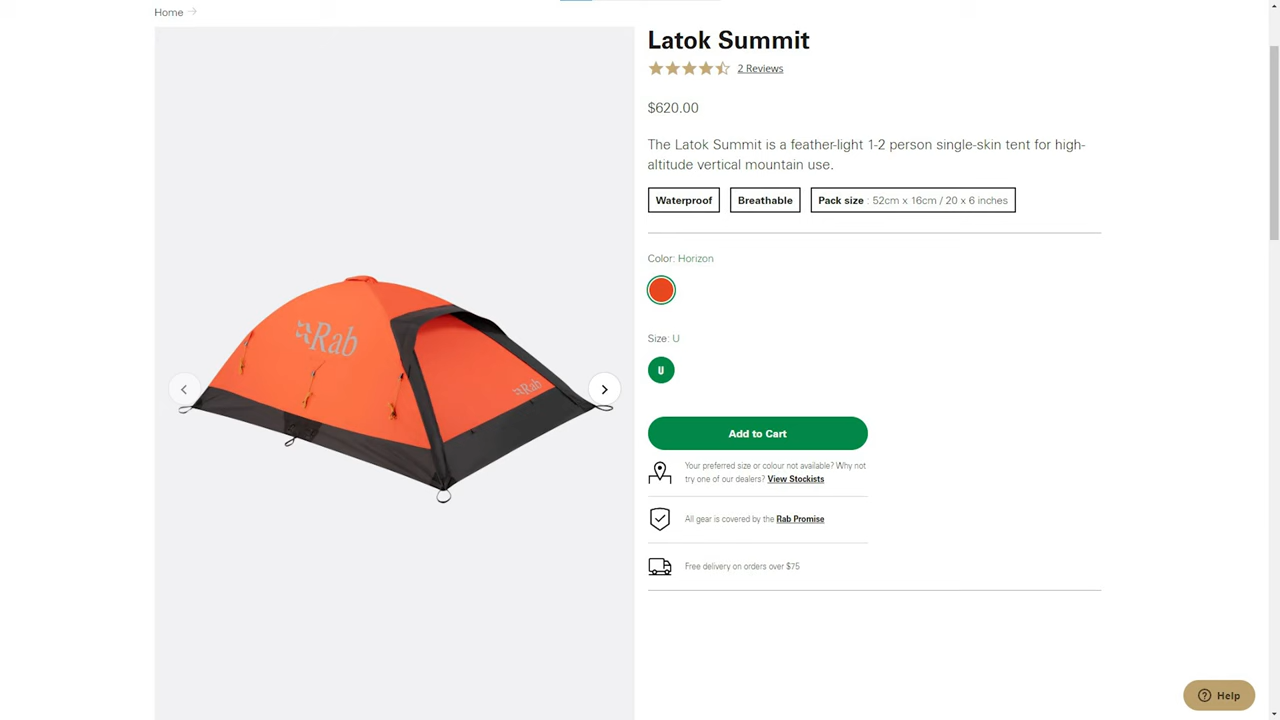 Home
Latok Summit
2 Reviews
$620.00
The Latok Summit is a feather-light 1-2 person single-skin tent for high-
altitude vertical mountain use.
Waterproof Breathable Pack size : 52cm x 16cm / 20 x 6 inches
Color: Horizon
Rab
Size: U
U
Rab
Add to Cart
Your preferred size or colour not available? Why not
try one of our dealers? View Stockists
All gear is covered by the Rab Promise
Free delivery on orders over $75
Help